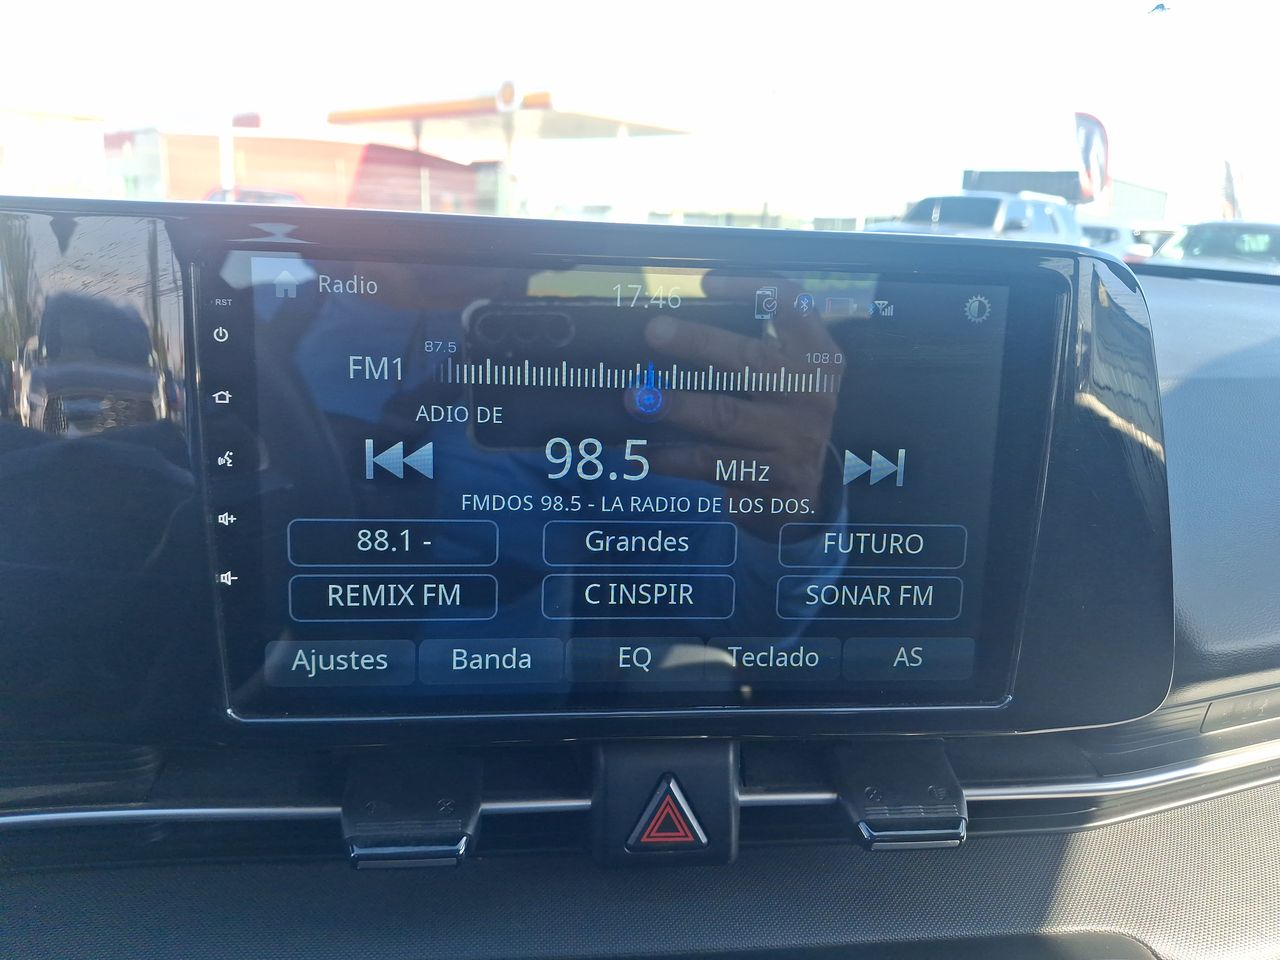 Radio
17:46
RST
87.5
108.0
FM1
ADIO DE
98.5 MHz
FMDOS 98.5 - LA RADIO DE LOS DOS.
88.1 - Grandes FUTURO
REMIX FM C INSPIR SONAR FM
Ajustes Banda EQ Teclado AS